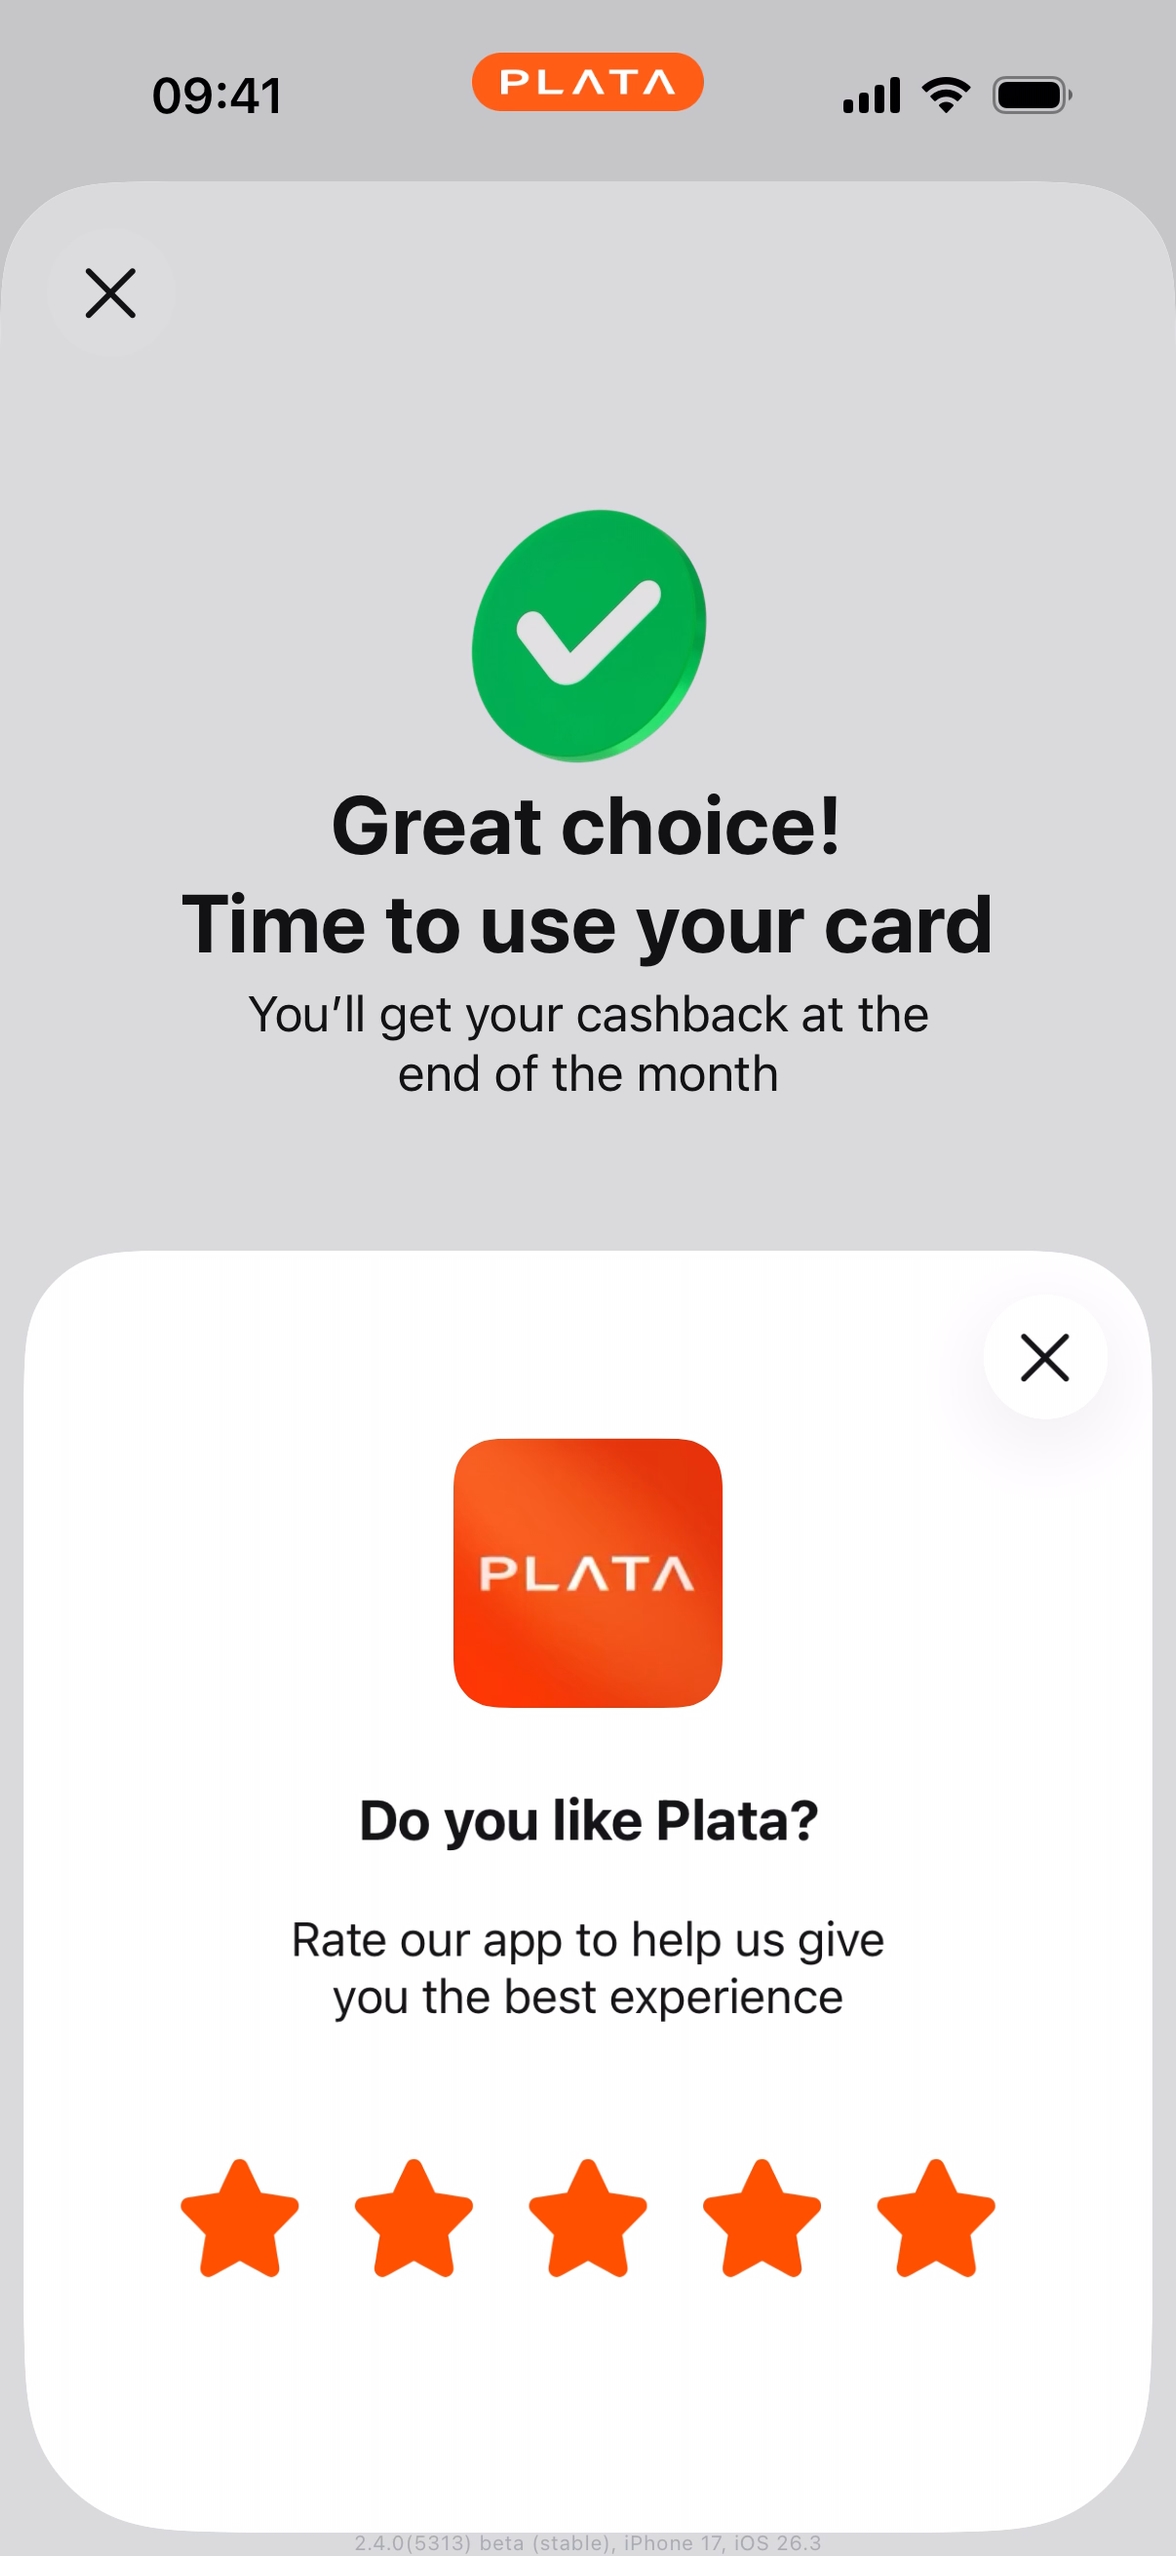 09:41
PLATA
Great choice!
Time to use your card
You’ll get your cashback at the
end of the month
PLATA
Do you like Plata?
Rate our app to help us give
you the best experience
2.4.0(5313) beta (stable), iPhone 17, iOS 26.3